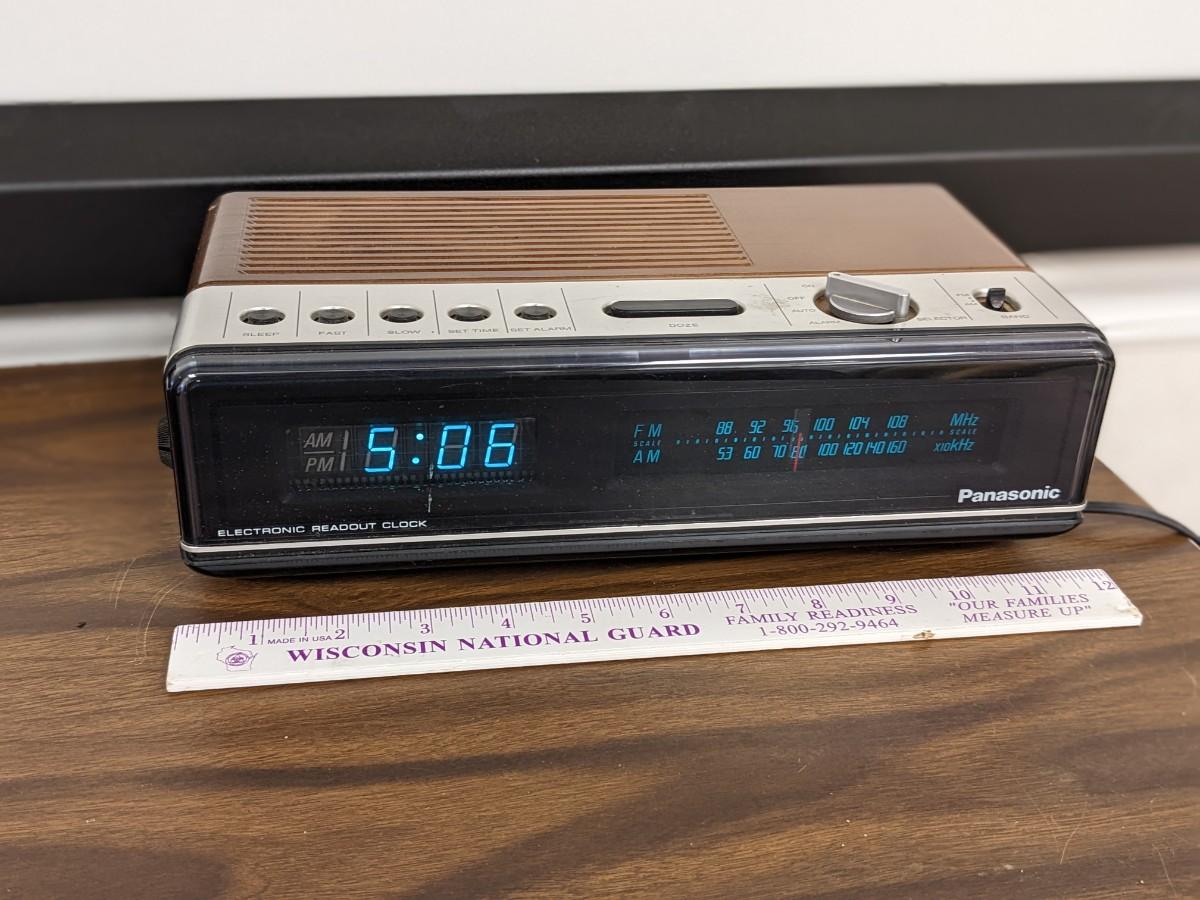 ON
OFF
AUTO
ALARM
SELECTOR
FM
AM
BAND
SLEEP FAST SLOW SET TIME SET ALARM DOZE
AM
PM
5:06
FM 88 92 96 100 104 108 MHz
SCALE SCALE
AM 53 60 70 80 100 120 140 160 X10kHz
Panasonic
ELECTRONIC READOUT CLOCK
1 2 3 4 5 6 7 8 9 10 11 12
MADE IN USA
WISCONSIN NATIONAL GUARD
FAMILY READINESS
1-800-292-9464
"OUR FAMILIES
MEASURE UP"